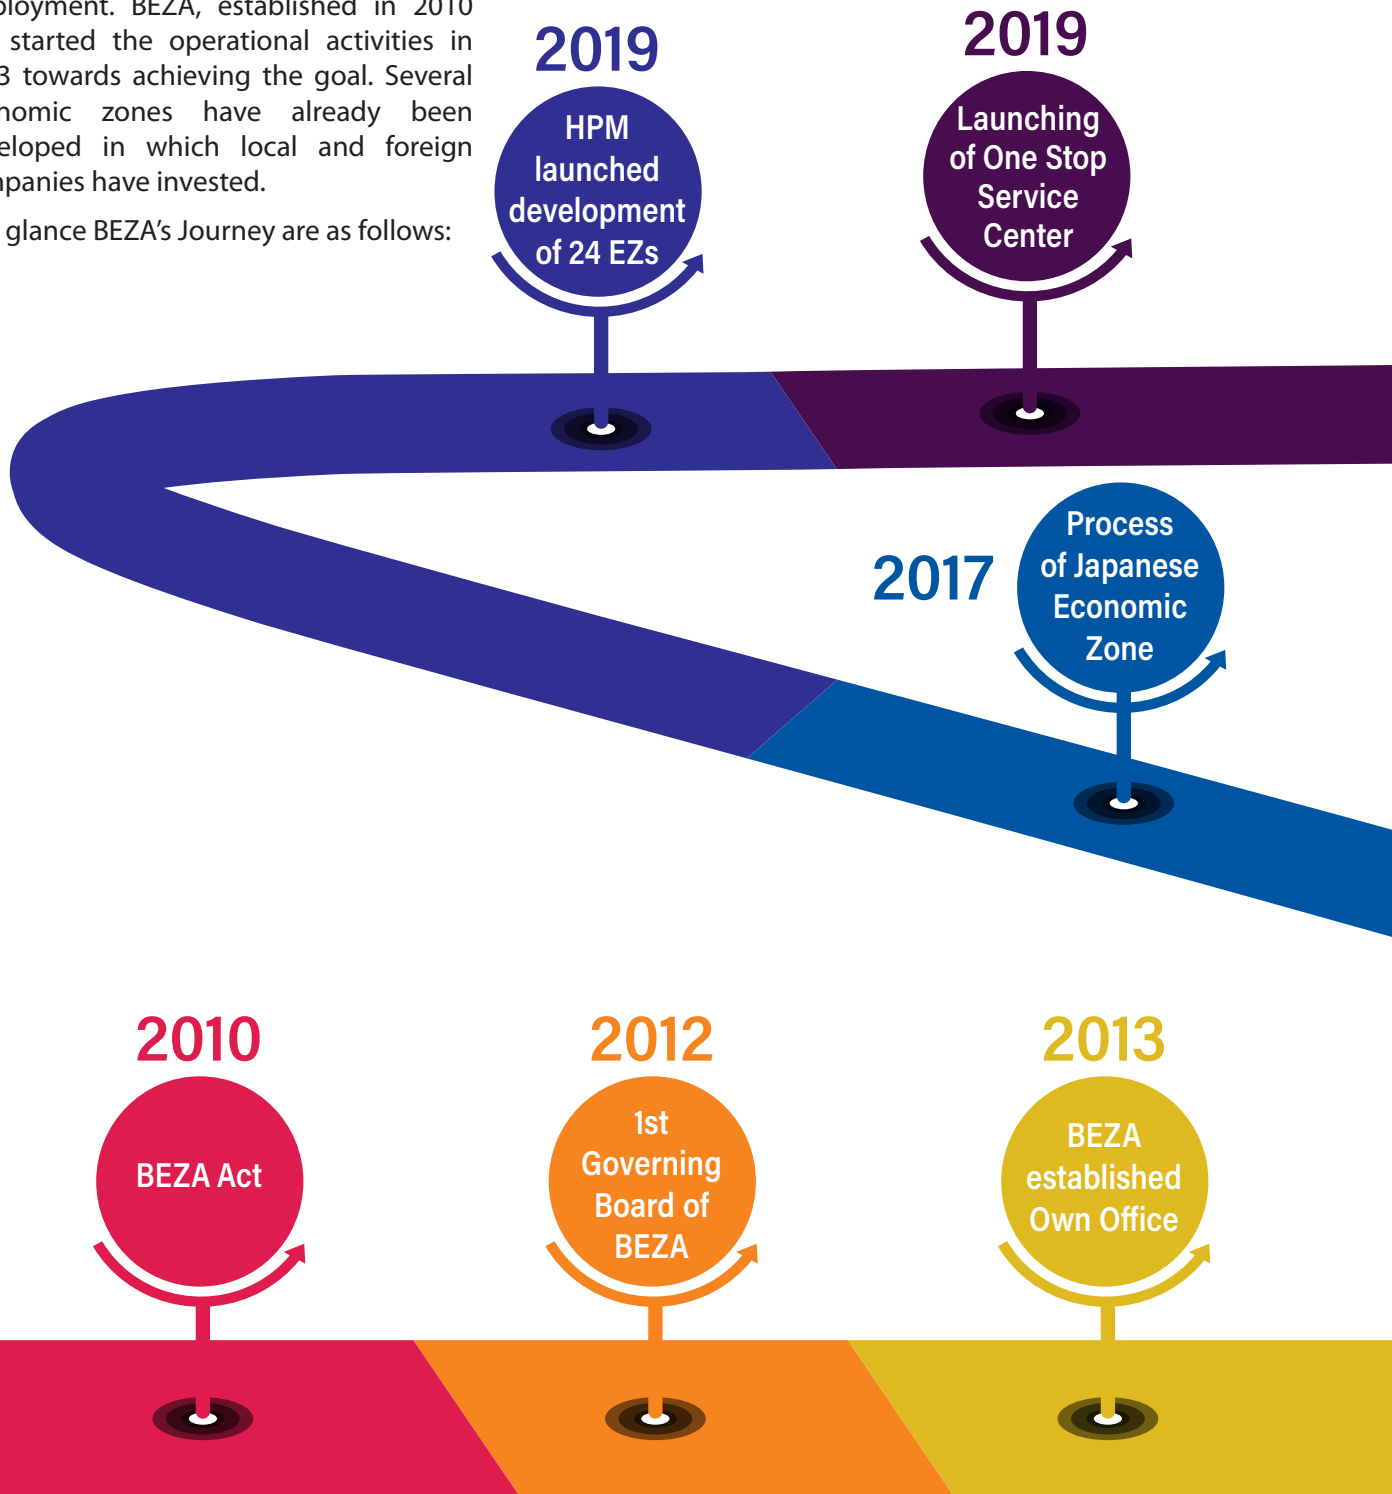 ployment. BEZA, established in 2010
started the operational activities in
3 towards achieving the goal. Several
nomic zones have already been
eloped in which local and foreign
mpanies have invested.
glance BEZA's Journey are as follows:
2019
HPM
launched
development
of 24 EZs
2019
Launching
of One Stop
Service
Center
2017
Process
of Japanese
Economic
Zone
2010
BEZA Act
2012
1st
Governing
Board of
BEZA
2013
BEZA
established
Own Office